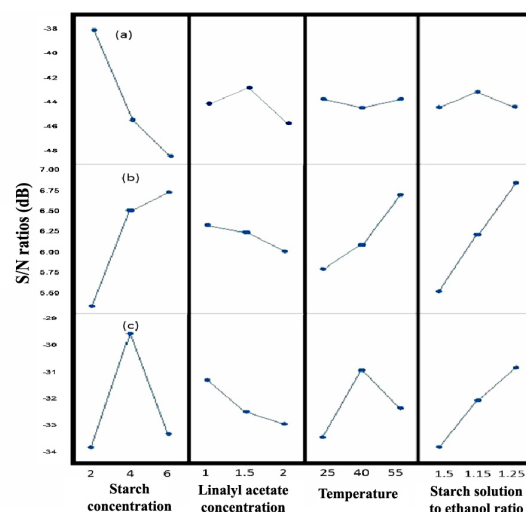 S/N ratios (dB)
-38
-40
-42
-44
-46
-48
(a)
7.00
6.75
6.50
6.25
6.00
5.75
5.50
(b)
-29
-30
-31
-32
-33
-34
(c)
2 4 6
1 1.5 2
25 40 55
1.5 1.15 1.25
Starch
concentration
Linalyl acetate
concentration
Temperature
Starch solution
to ethanol ratio